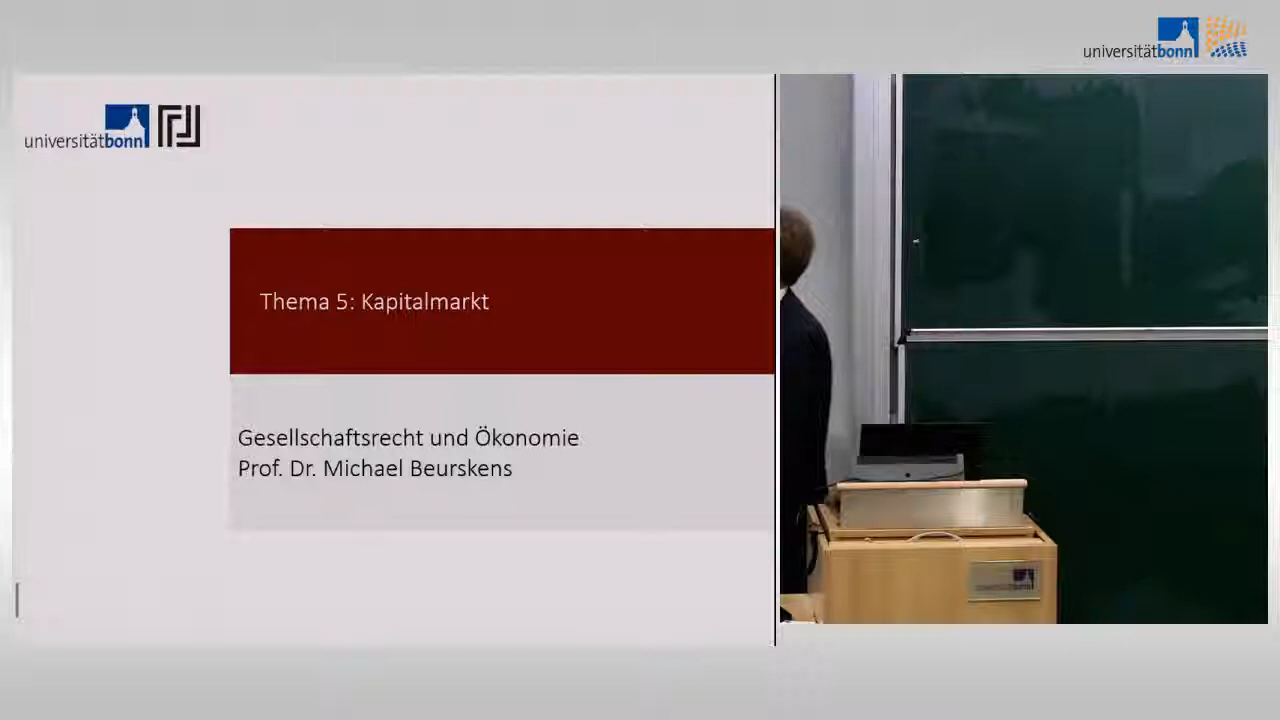 universitätbonn
universitätbonn
Thema 5: Kapitalmarkt
Gesellschaftsrecht und Ökonomie
Prof. Dr. Michael Beurskens